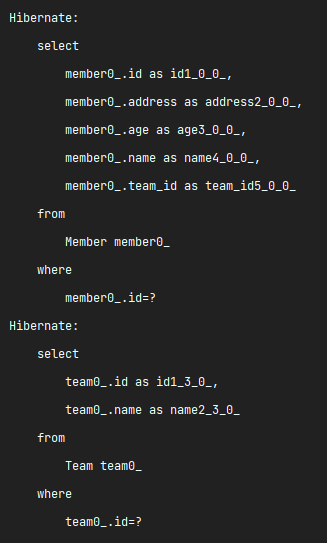 Hibernate:
select
member0_.id as id1_0_0_,
member0_.address as address2_0_0_,
member0_.age as age3_0_0_,
member0_.name as name4_0_0_,
member0_.team_id as team_id5_0_0_
from
Member member0_
where
member0_.id=?
Hibernate:
select
team0_.id as id1_3_0_,
team0_.name as name2_3_0_
from
Team team0_
where
team0_.id=?